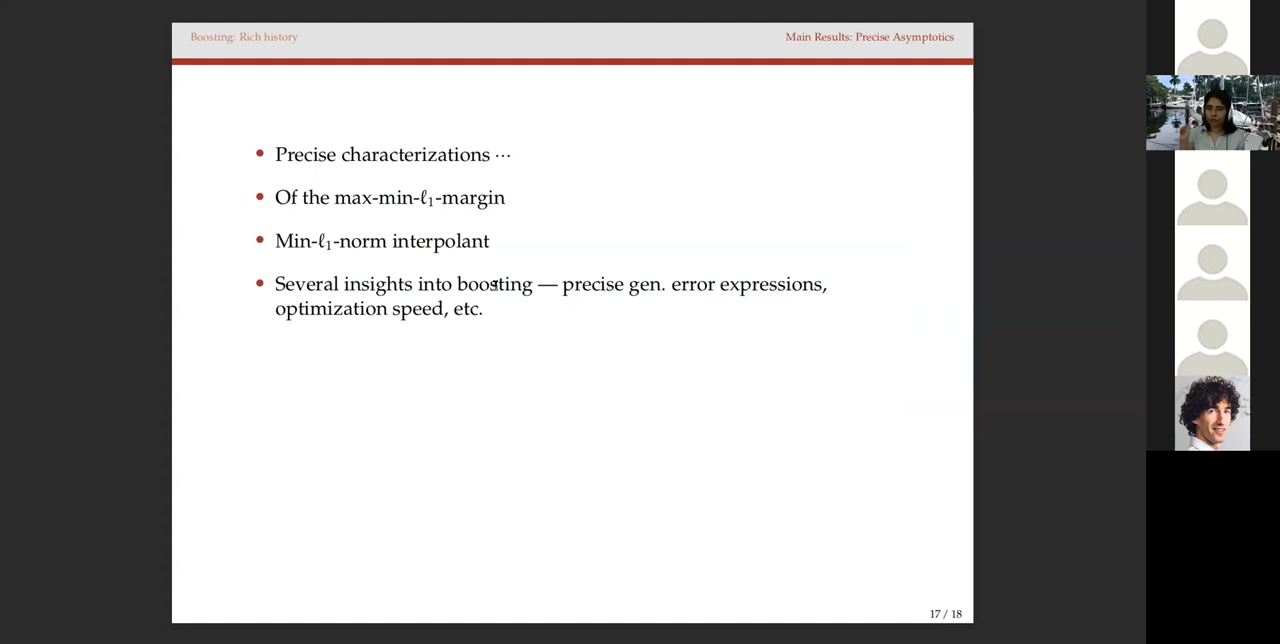 Boosting: Rich history
Main Results: Precise Asymptotics
• Precise characterizations ⋯
• Of the max-min-ℓ₁-margin
• Min-ℓ₁-norm interpolant
• Several insights into boosting — precise gen. error expressions,
optimization speed, etc.
17 / 18